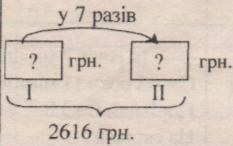 у 7 разів
? грн. ? грн.
I II
2616 грн.